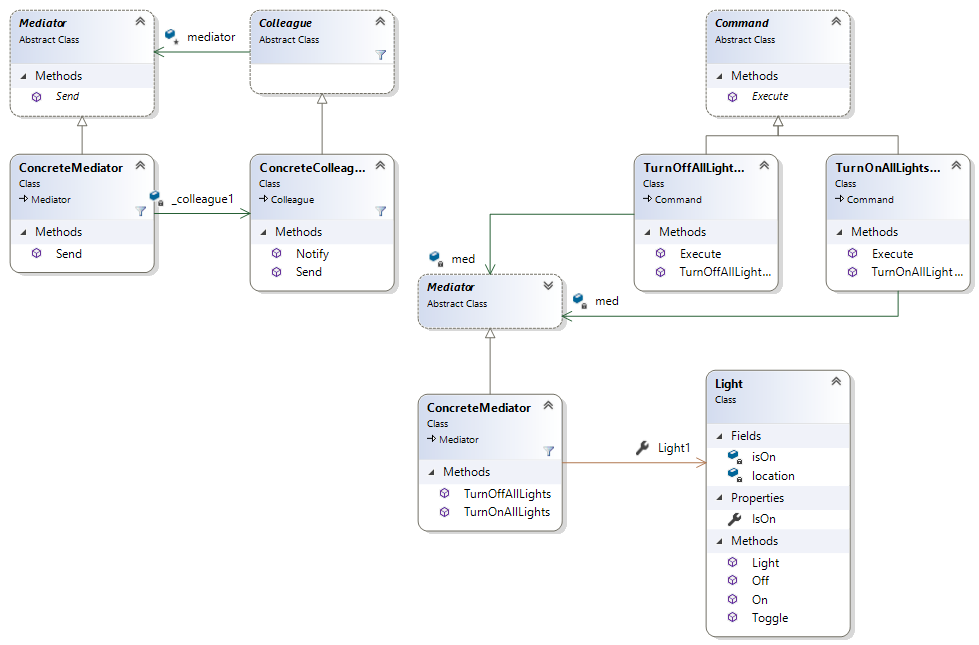 Mediator
Abstract Class
Methods
Send
mediator
Colleague
Abstract Class
Command
Abstract Class
Methods
Execute
ConcreteMediator
Class
Mediator
Methods
Send
_colleague1
ConcreteColleag...
Class
Colleague
Methods
Notify
Send
TurnOffAllLight...
Class
Command
Methods
Execute
TurnOffAllLight...
TurnOnAllLights...
Class
Command
Methods
Execute
TurnOnAllLight...
med
Mediator
Abstract Class
med
ConcreteMediator
Class
Mediator
Methods
TurnOffAllLights
TurnOnAllLights
Light1
Light
Class
Fields
isOn
location
Properties
IsOn
Methods
Light
Off
On
Toggle